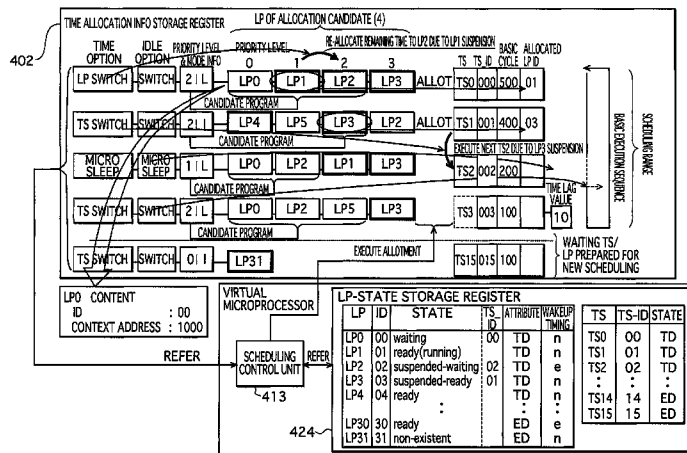 TIME ALLOCATION INFO STORAGE REGISTER
LP OF ALLOCATION CANDIDATE (4)
402
TIME OPTION
IDLE OPTION
PRIORITY LEVEL & NODE INFO
PRIORITY LEVEL
RE-ALLOCATE REMAINING TIME TO LP2 DUE TO LP1 SUSPENSION
0 1 2 3
TS TS_ID BASIC CYCLE ALLOCATED LP ID
LP SWITCH SWITCH 2 | L LP0 LP1 LP2 LP3 ALLOT TS0 000 500 01
CANDIDATE PROGRAM
TS SWITCH SWITCH 2 | L LP4 LP5 LP3 LP2 ALLOT TS1 001 400 03
CANDIDATE PROGRAM
EXECUTE NEXT TS2 DUE TO LP3 SUSPENSION
MICRO SLEEP MICRO SLEEP 1 | L LP0 LP2 LP1 LP3 TS2 002 200
CANDIDATE PROGRAM
TIME LAG VALUE
TS SWITCH SWITCH 2 | L LP0 LP2 LP5 LP3 TS3 003 100 10
CANDIDATE PROGRAM
EXECUTE ALLOTMENT
TS SWITCH SWITCH 0 | I LP31 TS15 015 100
WAITING TS/ LP PREPARED FOR NEW SCHEDULING
BASIC EXECUTION SEQUENCE
SCHEDULING RANGE
LP0 CONTENT
ID : 00
CONTEXT ADDRESS : 1000
REFER
VIRTUAL MICROPROCESSOR
SCHEDULING CONTROL UNIT
413
REFER
424
LP-STATE STORAGE REGISTER
LP ID STATE TS_ID ATTRIBUTE WAKEUP TIMING
LP0 00 waiting 00 TD n
LP1 01 ready(running) TD n
LP2 02 suspended-waiting 02 TD e
LP3 03 suspended-ready 01 TD n
LP4 04 ready TD n
: : :
LP30 30 ready ED e
LP31 31 non-existent ED n
TS TS-ID STATE
TS0 00 TD
TS1 01 TD
TS2 02 TD
: : :
TS14 14 ED
TS15 15 ED